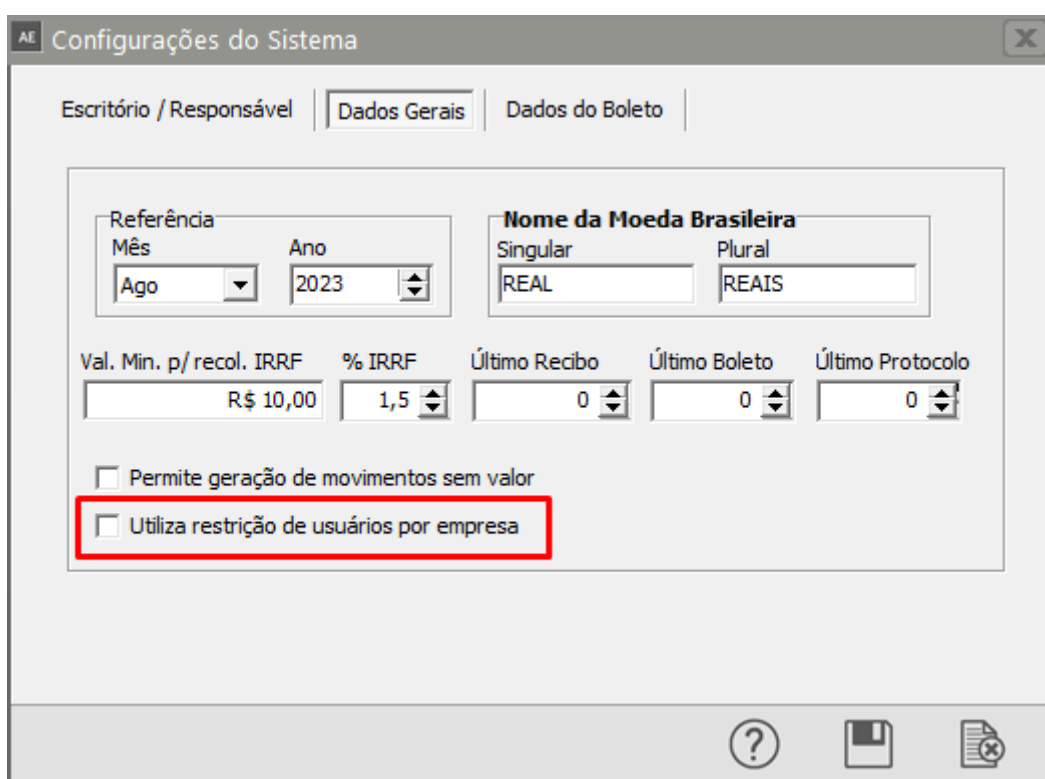 AE Configurações do Sistema
Escritório / Responsável Dados Gerais Dados do Boleto
Referência Nome da Moeda Brasileira
Mês Ano Singular Plural
Ago 2023 REAL REAIS
Val. Min. p/ recol. IRRF % IRRF Último Recibo Último Boleto Último Protocolo
R$ 10,00 1,5 0 0 0
Permite geração de movimentos sem valor
Utiliza restrição de usuários por empresa